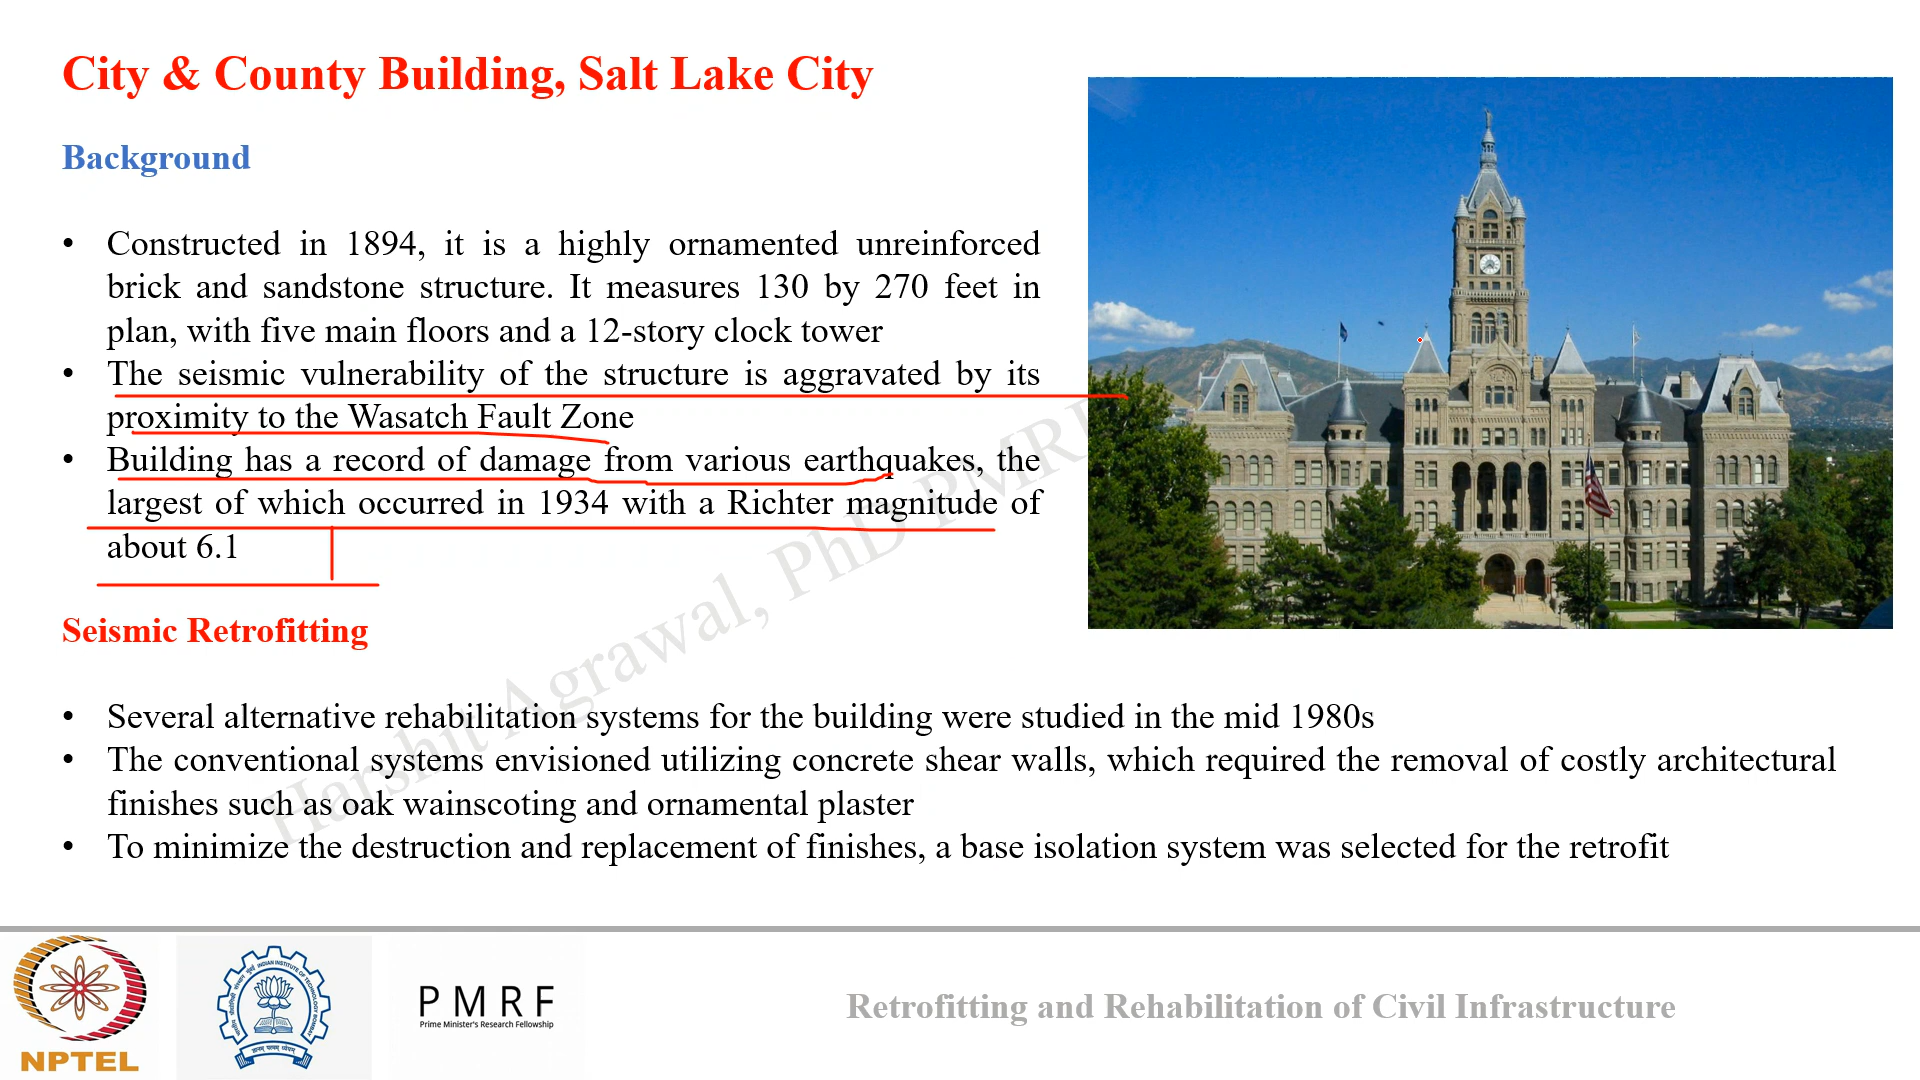 City & County Building, Salt Lake City
Background
• Constructed in 1894, it is a highly ornamented unreinforced
brick and sandstone structure. It measures 130 by 270 feet in
plan, with five main floors and a 12-story clock tower
• The seismic vulnerability of the structure is aggravated by its
proximity to the Wasatch Fault Zone
• Building has a record of damage from various earthquakes, the
largest of which occurred in 1934 with a Richter magnitude of
about 6.1
Seismic Retrofitting
• Several alternative rehabilitation systems for the building were studied in the mid 1980s
• The conventional systems envisioned utilizing concrete shear walls, which required the removal of costly architectural
finishes such as oak wainscoting and ornamental plaster
• To minimize the destruction and replacement of finishes, a base isolation system was selected for the retrofit
Harshit Agrawal, PhD PMRF
NPTEL
INDIAN INSTITUTE OF TECHNOLOGY BOMBAY
PMRF
Prime Minister's Research Fellowship
Retrofitting and Rehabilitation of Civil Infrastructure